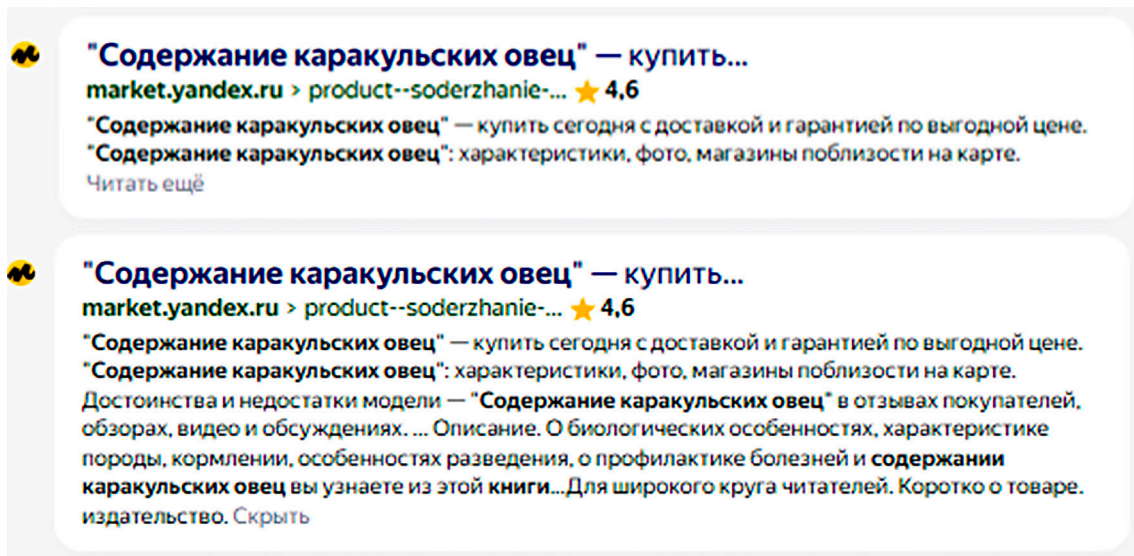 "Содержание каракульских овец" — купить...
market.yandex.ru > product--soderzhanie-... 4,6
"Содержание каракульских овец" — купить сегодня с доставкой и гарантией по выгодной цене.
"Содержание каракульских овец": характеристики, фото, магазины поблизости на карте.
Читать ещё
"Содержание каракульских овец" — купить...
market.yandex.ru > product--soderzhanie-... 4,6
"Содержание каракульских овец" — купить сегодня с доставкой и гарантией по выгодной цене.
"Содержание каракульских овец": характеристики, фото, магазины поблизости на карте.
Достоинства и недостатки модели — "Содержание каракульских овец" в отзывах покупателей,
обзорах, видео и обсуждениях. ... Описание. О биологических особенностях, характеристике
породы, кормлении, особенностях разведения, о профилактике болезней и содержании
каракульских овец вы узнаете из этой книги...Для широкого круга читателей. Коротко о товаре.
издательство. Скрыть